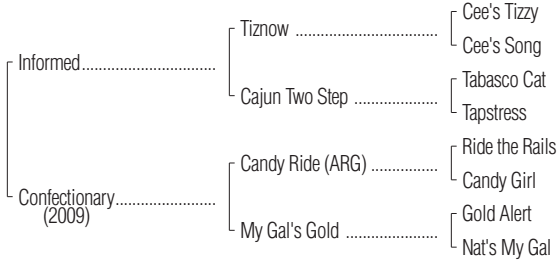 Cee's Tizzy
Tiznow
Cee's Song
Informed
Tabasco Cat
Cajun Two Step
Tapstress
Ride the Rails
Candy Ride (ARG)
Candy Girl
Confectionary
(2009)
Gold Alert
My Gal's Gold
Nat's My Gal